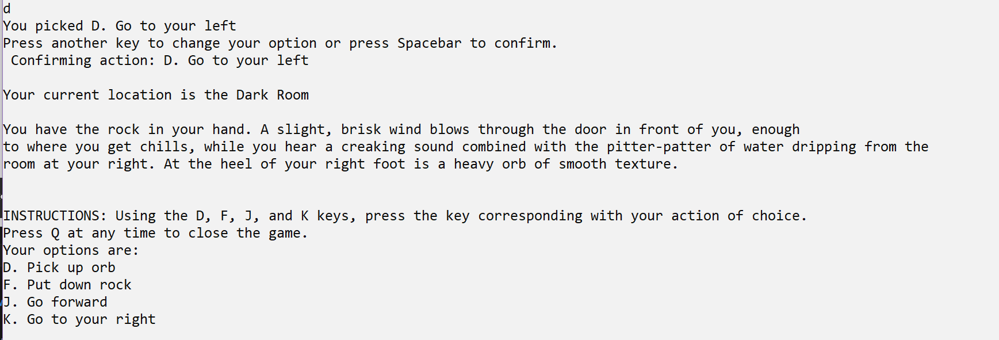 d
You picked D. Go to your left
Press another key to change your option or press Spacebar to confirm.
Confirming action: D. Go to your left
Your current location is the Dark Room
You have the rock in your hand. A slight, brisk wind blows through the door in front of you, enough
to where you get chills, while you hear a creaking sound combined with the pitter-patter of water dripping from the
room at your right. At the heel of your right foot is a heavy orb of smooth texture.
INSTRUCTIONS: Using the D, F, J, and K keys, press the key corresponding with your action of choice.
Press Q at any time to close the game.
Your options are:
D. Pick up orb
F. Put down rock
J. Go forward
K. Go to your right